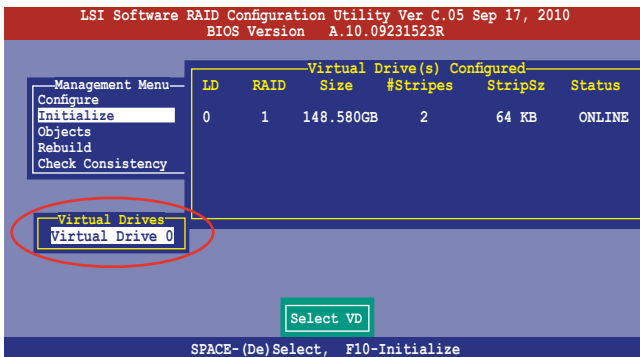 LSI Software RAID Configuration Utility Ver C.05 Sep 17, 2010
BIOS Version A.10.09231523R
Virtual Drive(s) Configured
LD RAID Size #Stripes StripSz Status
0 1 148.580GB 2 64 KB ONLINE
Management Menu
Configure
Initialize
Objects
Rebuild
Check Consistency
Virtual Drives
Virtual Drive 0
Select VD
SPACE-(De)Select, F10-Initialize